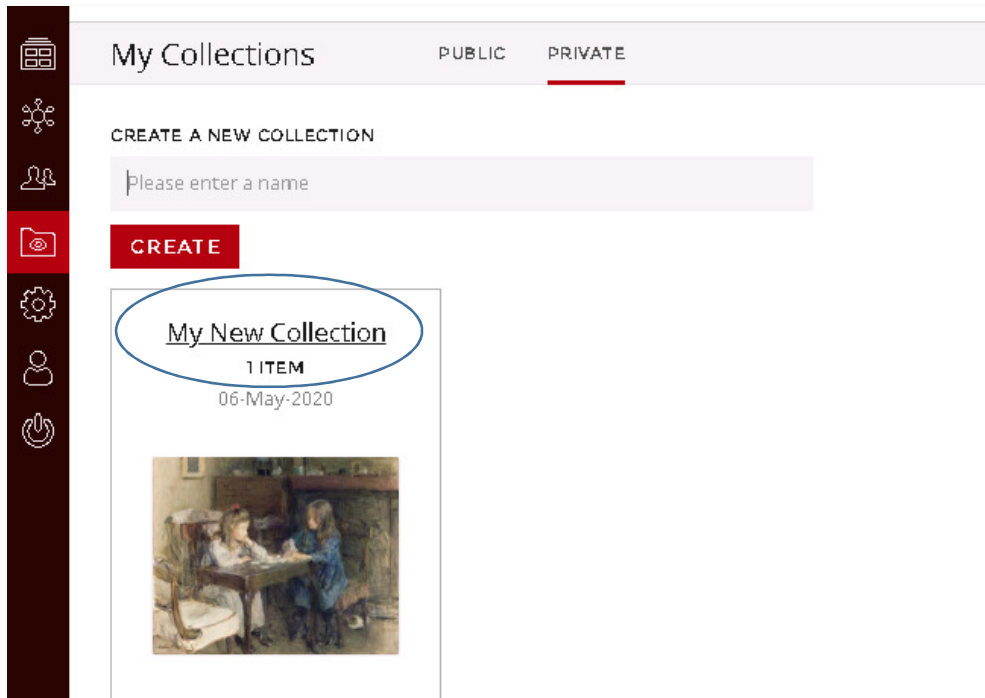 My Collections PUBLIC PRIVATE
CREATE A NEW COLLECTION
Please enter a name
CREATE
My New Collection
1 ITEM
06-May-2020